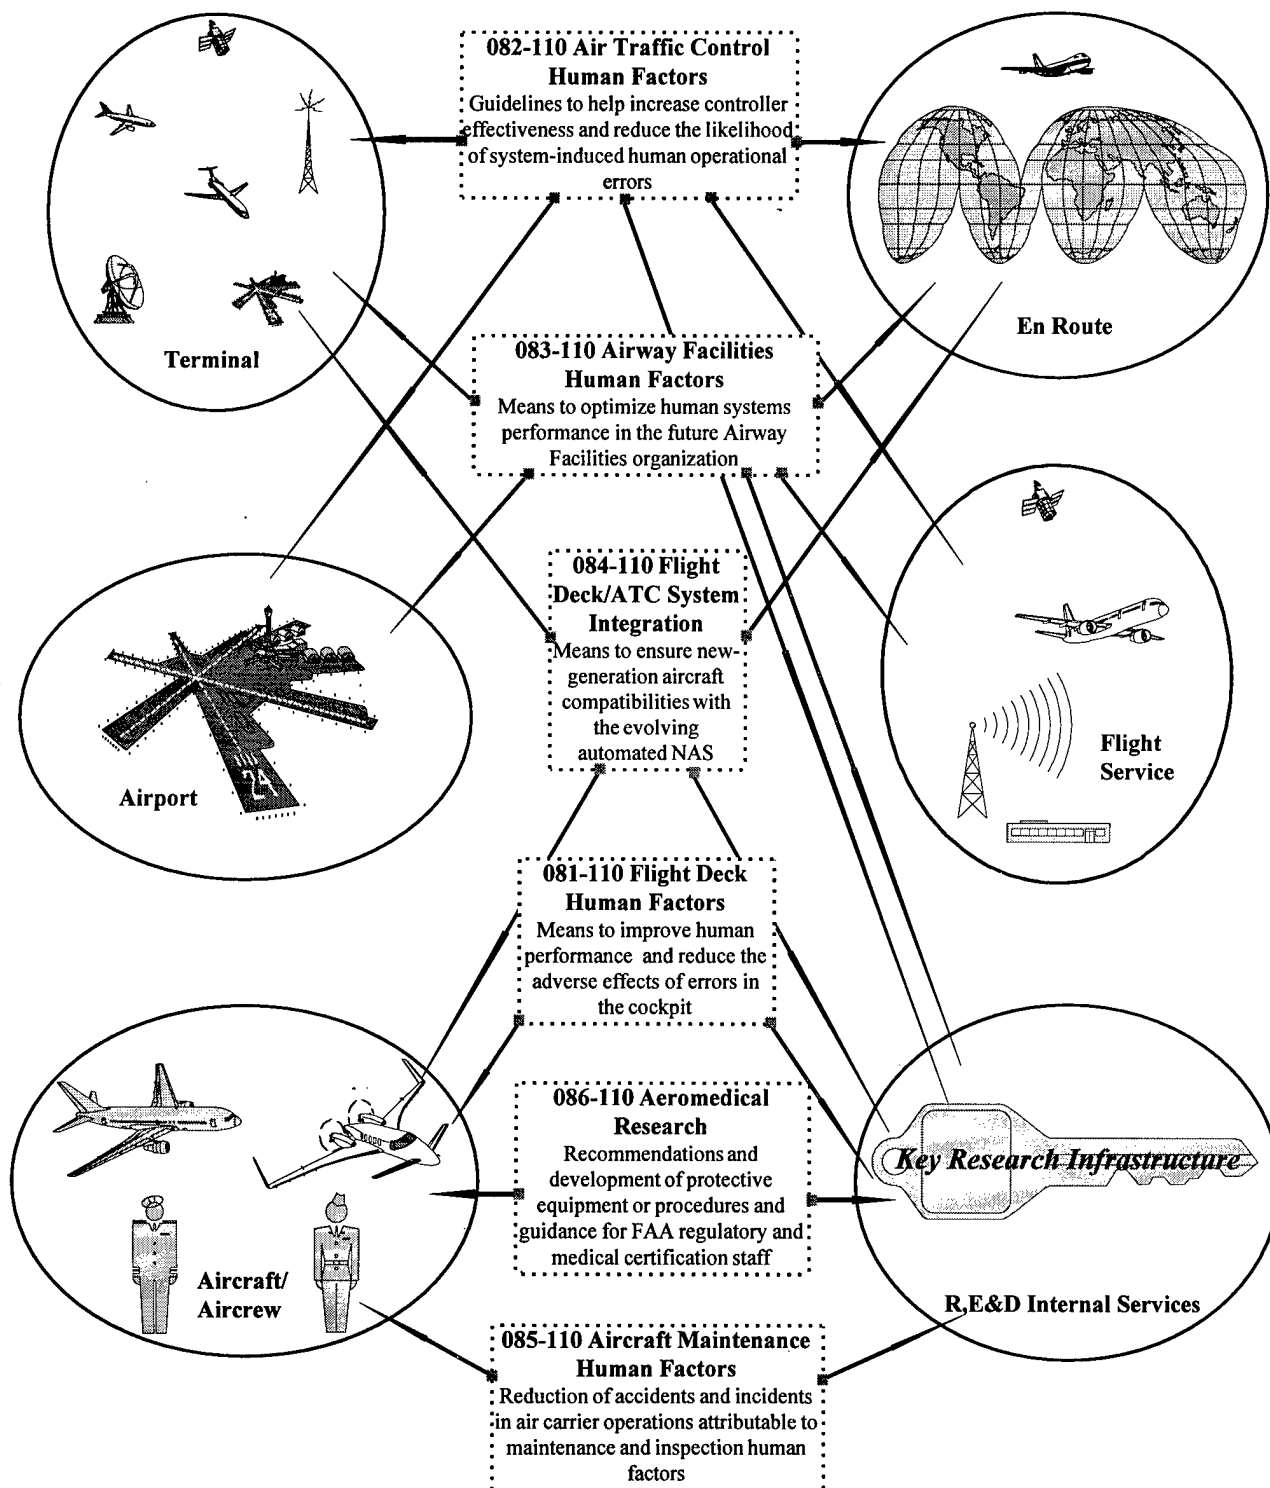 082-110 Air Traffic Control
Human Factors
Guidelines to help increase controller
effectiveness and reduce the likelihood
of system-induced human operational
errors
Terminal
En Route
083-110 Airway Facilities
Human Factors
Means to optimize human systems
performance in the future Airway
Facilities organization
084-110 Flight
Deck/ATC System
Integration
Means to ensure new-
generation aircraft
compatibilities with
the evolving
automated NAS
Airport
Flight
Service
081-110 Flight Deck
Human Factors
Means to improve human
performance and reduce the
adverse effects of errors in
the cockpit
086-110 Aeromedical
Research
Recommendations and
development of protective
equipment or procedures and
guidance for FAA regulatory and
medical certification staff
Key Research Infrastructure
Aircraft/
Aircrew
R,E&D Internal Services
085-110 Aircraft Maintenance
Human Factors
Reduction of accidents and incidents
in air carrier operations attributable to
maintenance and inspection human
factors